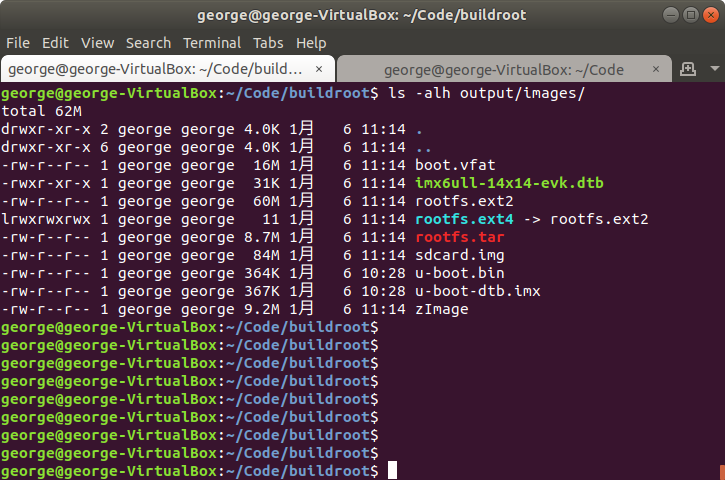 george@george-VirtualBox: ~/Code/buildroot
File Edit View Search Terminal Tabs Help
george@george-VirtualBox: ~/Code/build... × george@george-VirtualBox: ~/Code ×
george@george-VirtualBox:~/Code/buildroot$ ls -alh output/images/
total 62M
drwxr-xr-x 2 george george 4.0K 1月   6 11:14 .
drwxr-xr-x 6 george george 4.0K 1月   6 11:14 ..
-rw-r--r-- 1 george george  16M 1月   6 11:14 boot.vfat
-rwxr-xr-x 1 george george  31K 1月   6 11:14 imx6ull-14x14-evk.dtb
-rw-r--r-- 1 george george  60M 1月   6 11:14 rootfs.ext2
lrwxrwxrwx 1 george george   11 1月   6 11:14 rootfs.ext4 -> rootfs.ext2
-rw-r--r-- 1 george george 8.7M 1月   6 11:14 rootfs.tar
-rw-r--r-- 1 george george  84M 1月   6 11:14 sdcard.img
-rw-r--r-- 1 george george 364K 1月   6 10:28 u-boot.bin
-rw-r--r-- 1 george george 367K 1月   6 10:28 u-boot-dtb.imx
-rw-r--r-- 1 george george 9.2M 1月   6 11:14 zImage
george@george-VirtualBox:~/Code/buildroot$
george@george-VirtualBox:~/Code/buildroot$
george@george-VirtualBox:~/Code/buildroot$
george@george-VirtualBox:~/Code/buildroot$
george@george-VirtualBox:~/Code/buildroot$
george@george-VirtualBox:~/Code/buildroot$
george@george-VirtualBox:~/Code/buildroot$
george@george-VirtualBox:~/Code/buildroot$
george@george-VirtualBox:~/Code/buildroot$